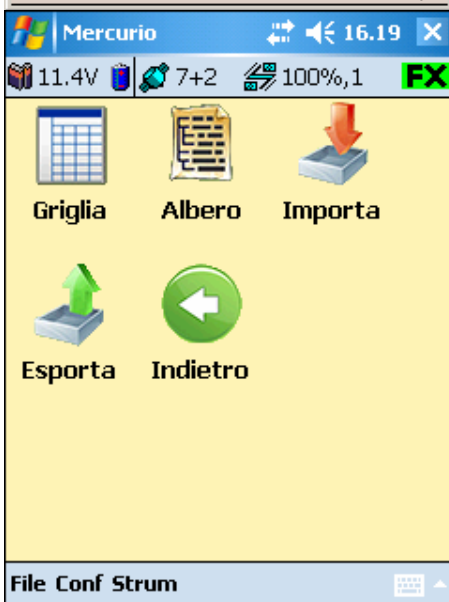 Mercurio 16.19
11.4V 7+2 100%,1 FX
Griglia Albero Importa
Esporta Indietro
File Conf Strum